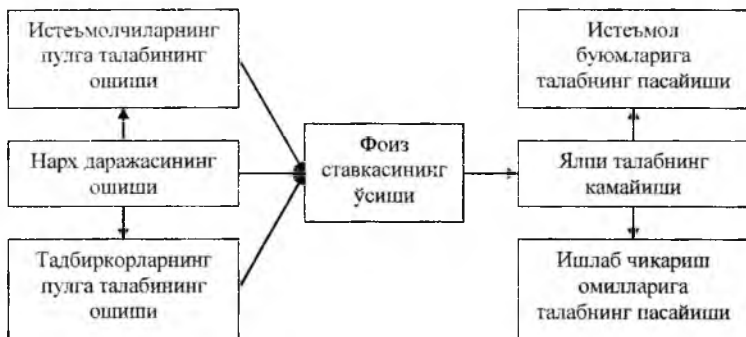 Истеъмолчиларнинг
пулга талабининг
ошиши
Нарх даражасининг
ошиши
Тадбиркорларнинг
пулга талабининг
ошиши
Фоиз
ставкасининг
ўсиши
Истеъмол
буюмларига
талабнинг пасайиши
Ялпи талабнинг
камайиши
Ишлаб чикариш
омилларига
талабнинг пасайиши